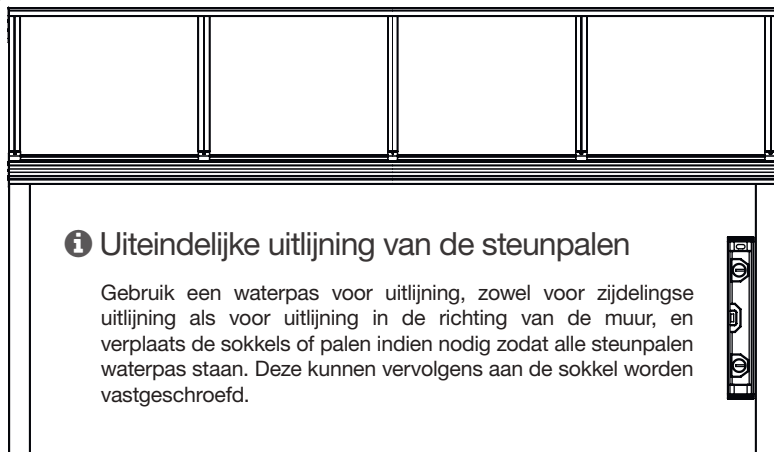 Uiteindelijke uitlijning van de steunpalen
Gebruik een waterpas voor uitlijning, zowel voor zijdelingse
uitlijning als voor uitlijning in de richting van de muur, en
verplaats de sokkels of palen indien nodig zodat alle steunpalen
waterpas staan. Deze kunnen vervolgens aan de sokkel worden
vastgeschroefd.